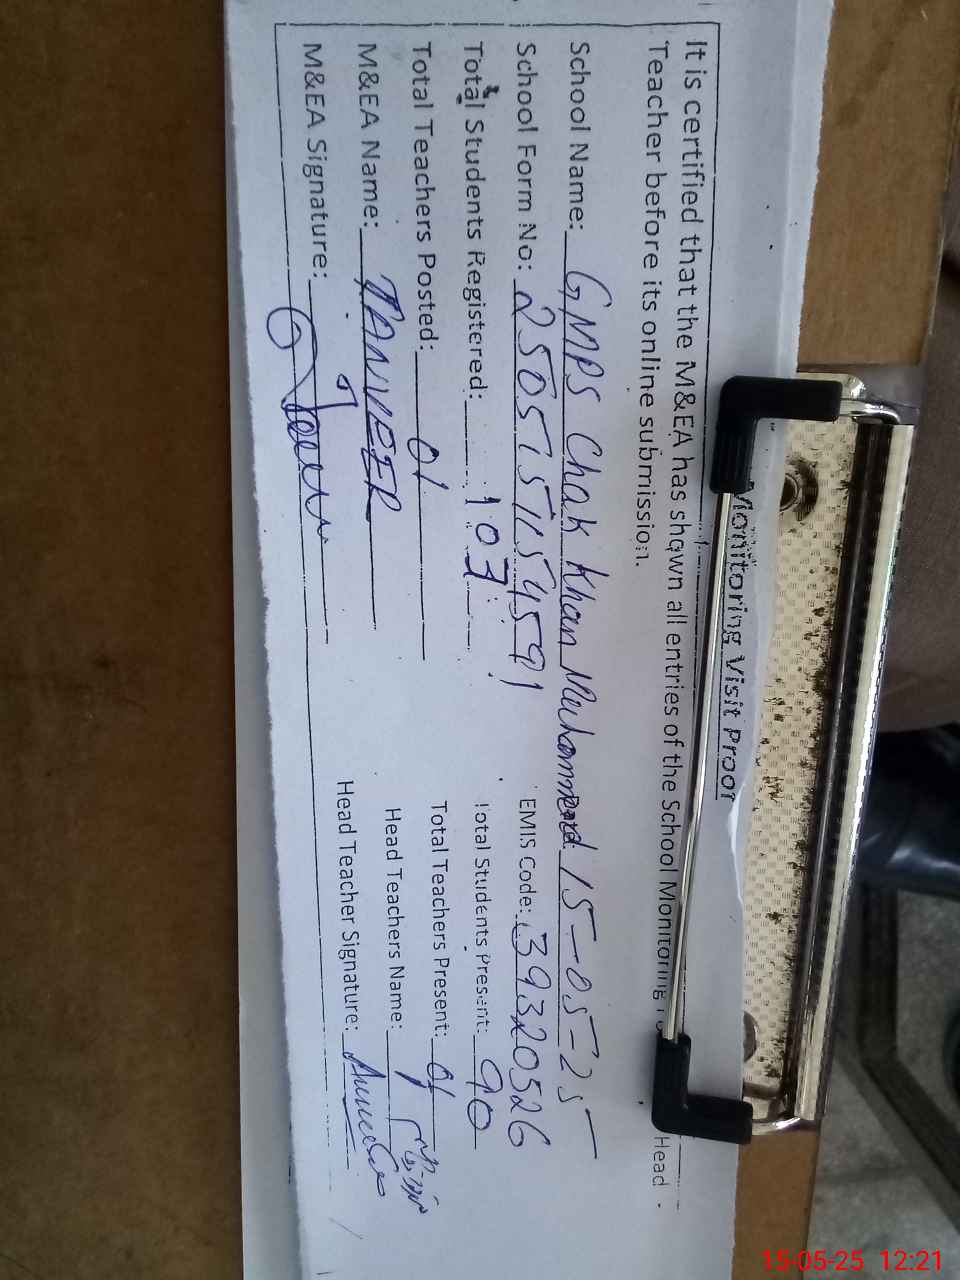 Monitoring Visit Proof
It is certified that the M&EA has shown all entries of the School Monitoring Head
Teacher before its online submission.
School Name: GMPS Chak Khan Muhammad 15-05-25
School Form No: EMIS Code: 39320526
Total Students Registered: 103 Total Students Present: 90
Total Teachers Posted: 01 Total Teachers Present: 01
M&EA Name: TANVEER Head Teachers Name:
M&EA Signature: Head Teacher Signature:
15-05-25 12:21